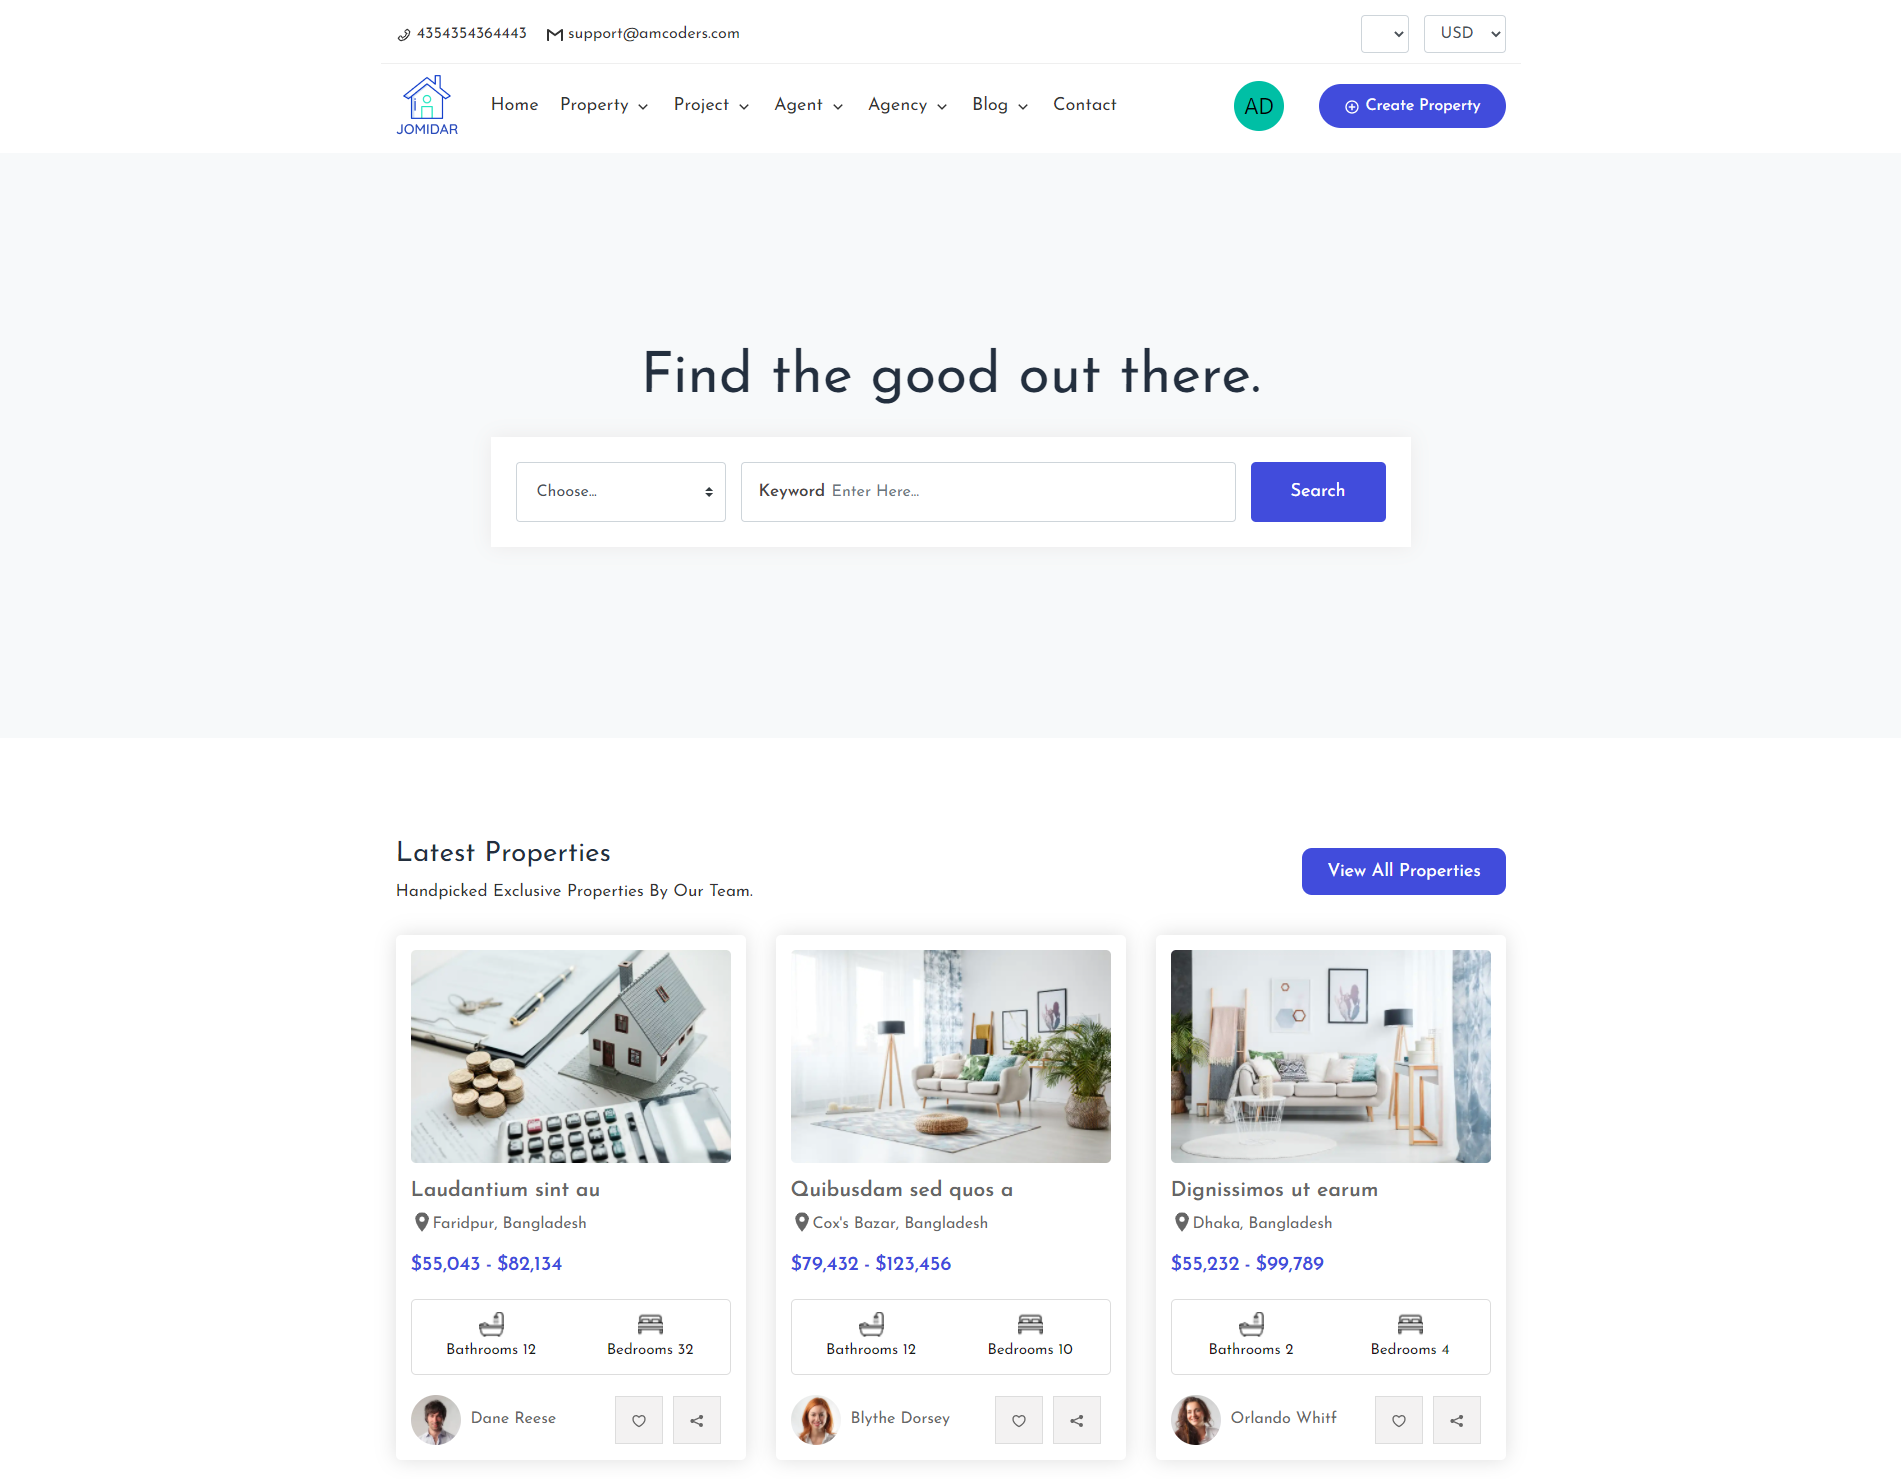 4354354364443 support@amcoders.com USD
JOMIDAR
Home Property Project Agent Agency Blog Contact AD Create Property
Find the good out there.
Choose... Keyword Enter Here... Search
Latest Properties
Handpicked Exclusive Properties By Our Team.
View All Properties
Laudantium sint au
Faridpur, Bangladesh
$55,043 - $82,134
Bathrooms 12 Bedrooms 32
Dane Reese
Quibusdam sed quos a
Cox's Bazar, Bangladesh
$79,432 - $123,456
Bathrooms 12 Bedrooms 10
Blythe Dorsey
Dignissimos ut earum
Dhaka, Bangladesh
$55,232 - $99,789
Bathrooms 2 Bedrooms 4
Orlando Whitf